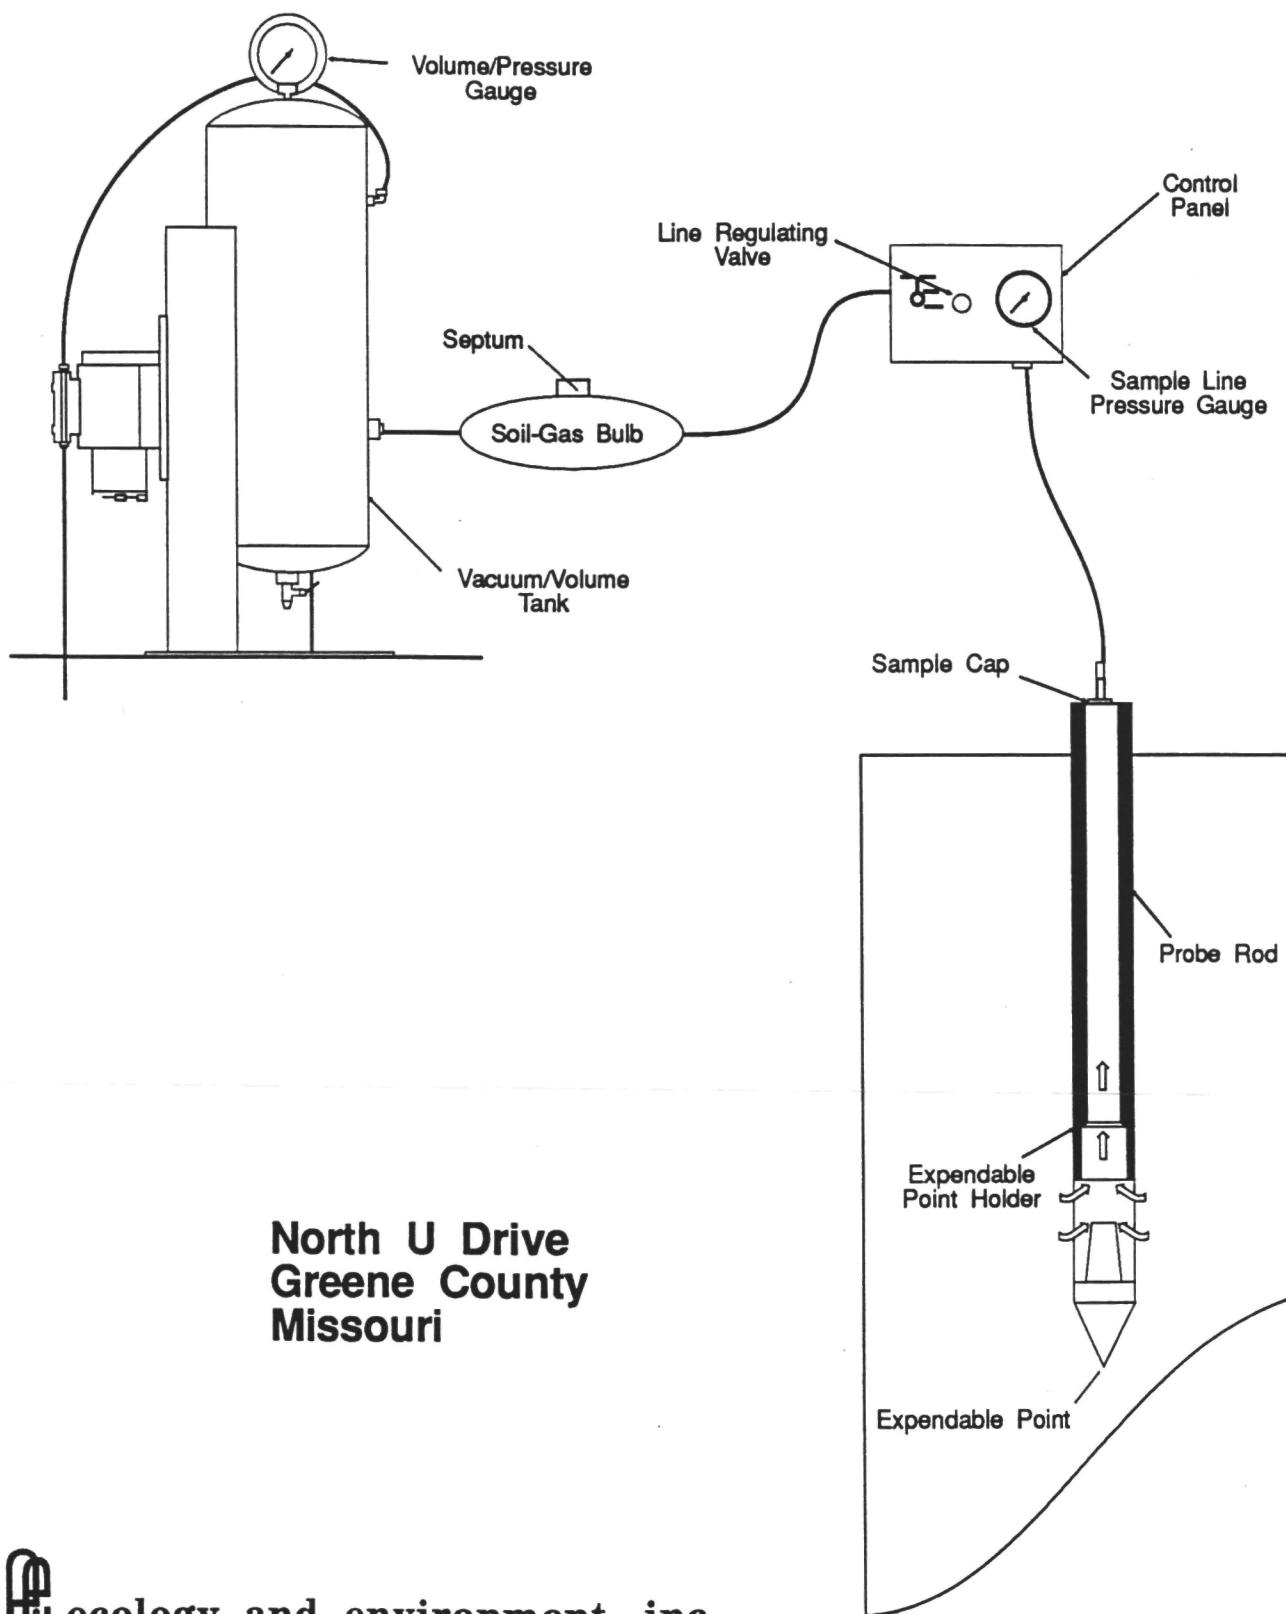 Volume/Pressure
Gauge
Control
Panel
Line Regulating
Valve
Septum
Sample Line
Pressure Gauge
Soil-Gas Bulb
Vacuum/Volume
Tank
Sample Cap
Probe Rod
Expendable
Point Holder
North U Drive
Greene County
Missouri
Expendable Point
ecology and environment, inc.